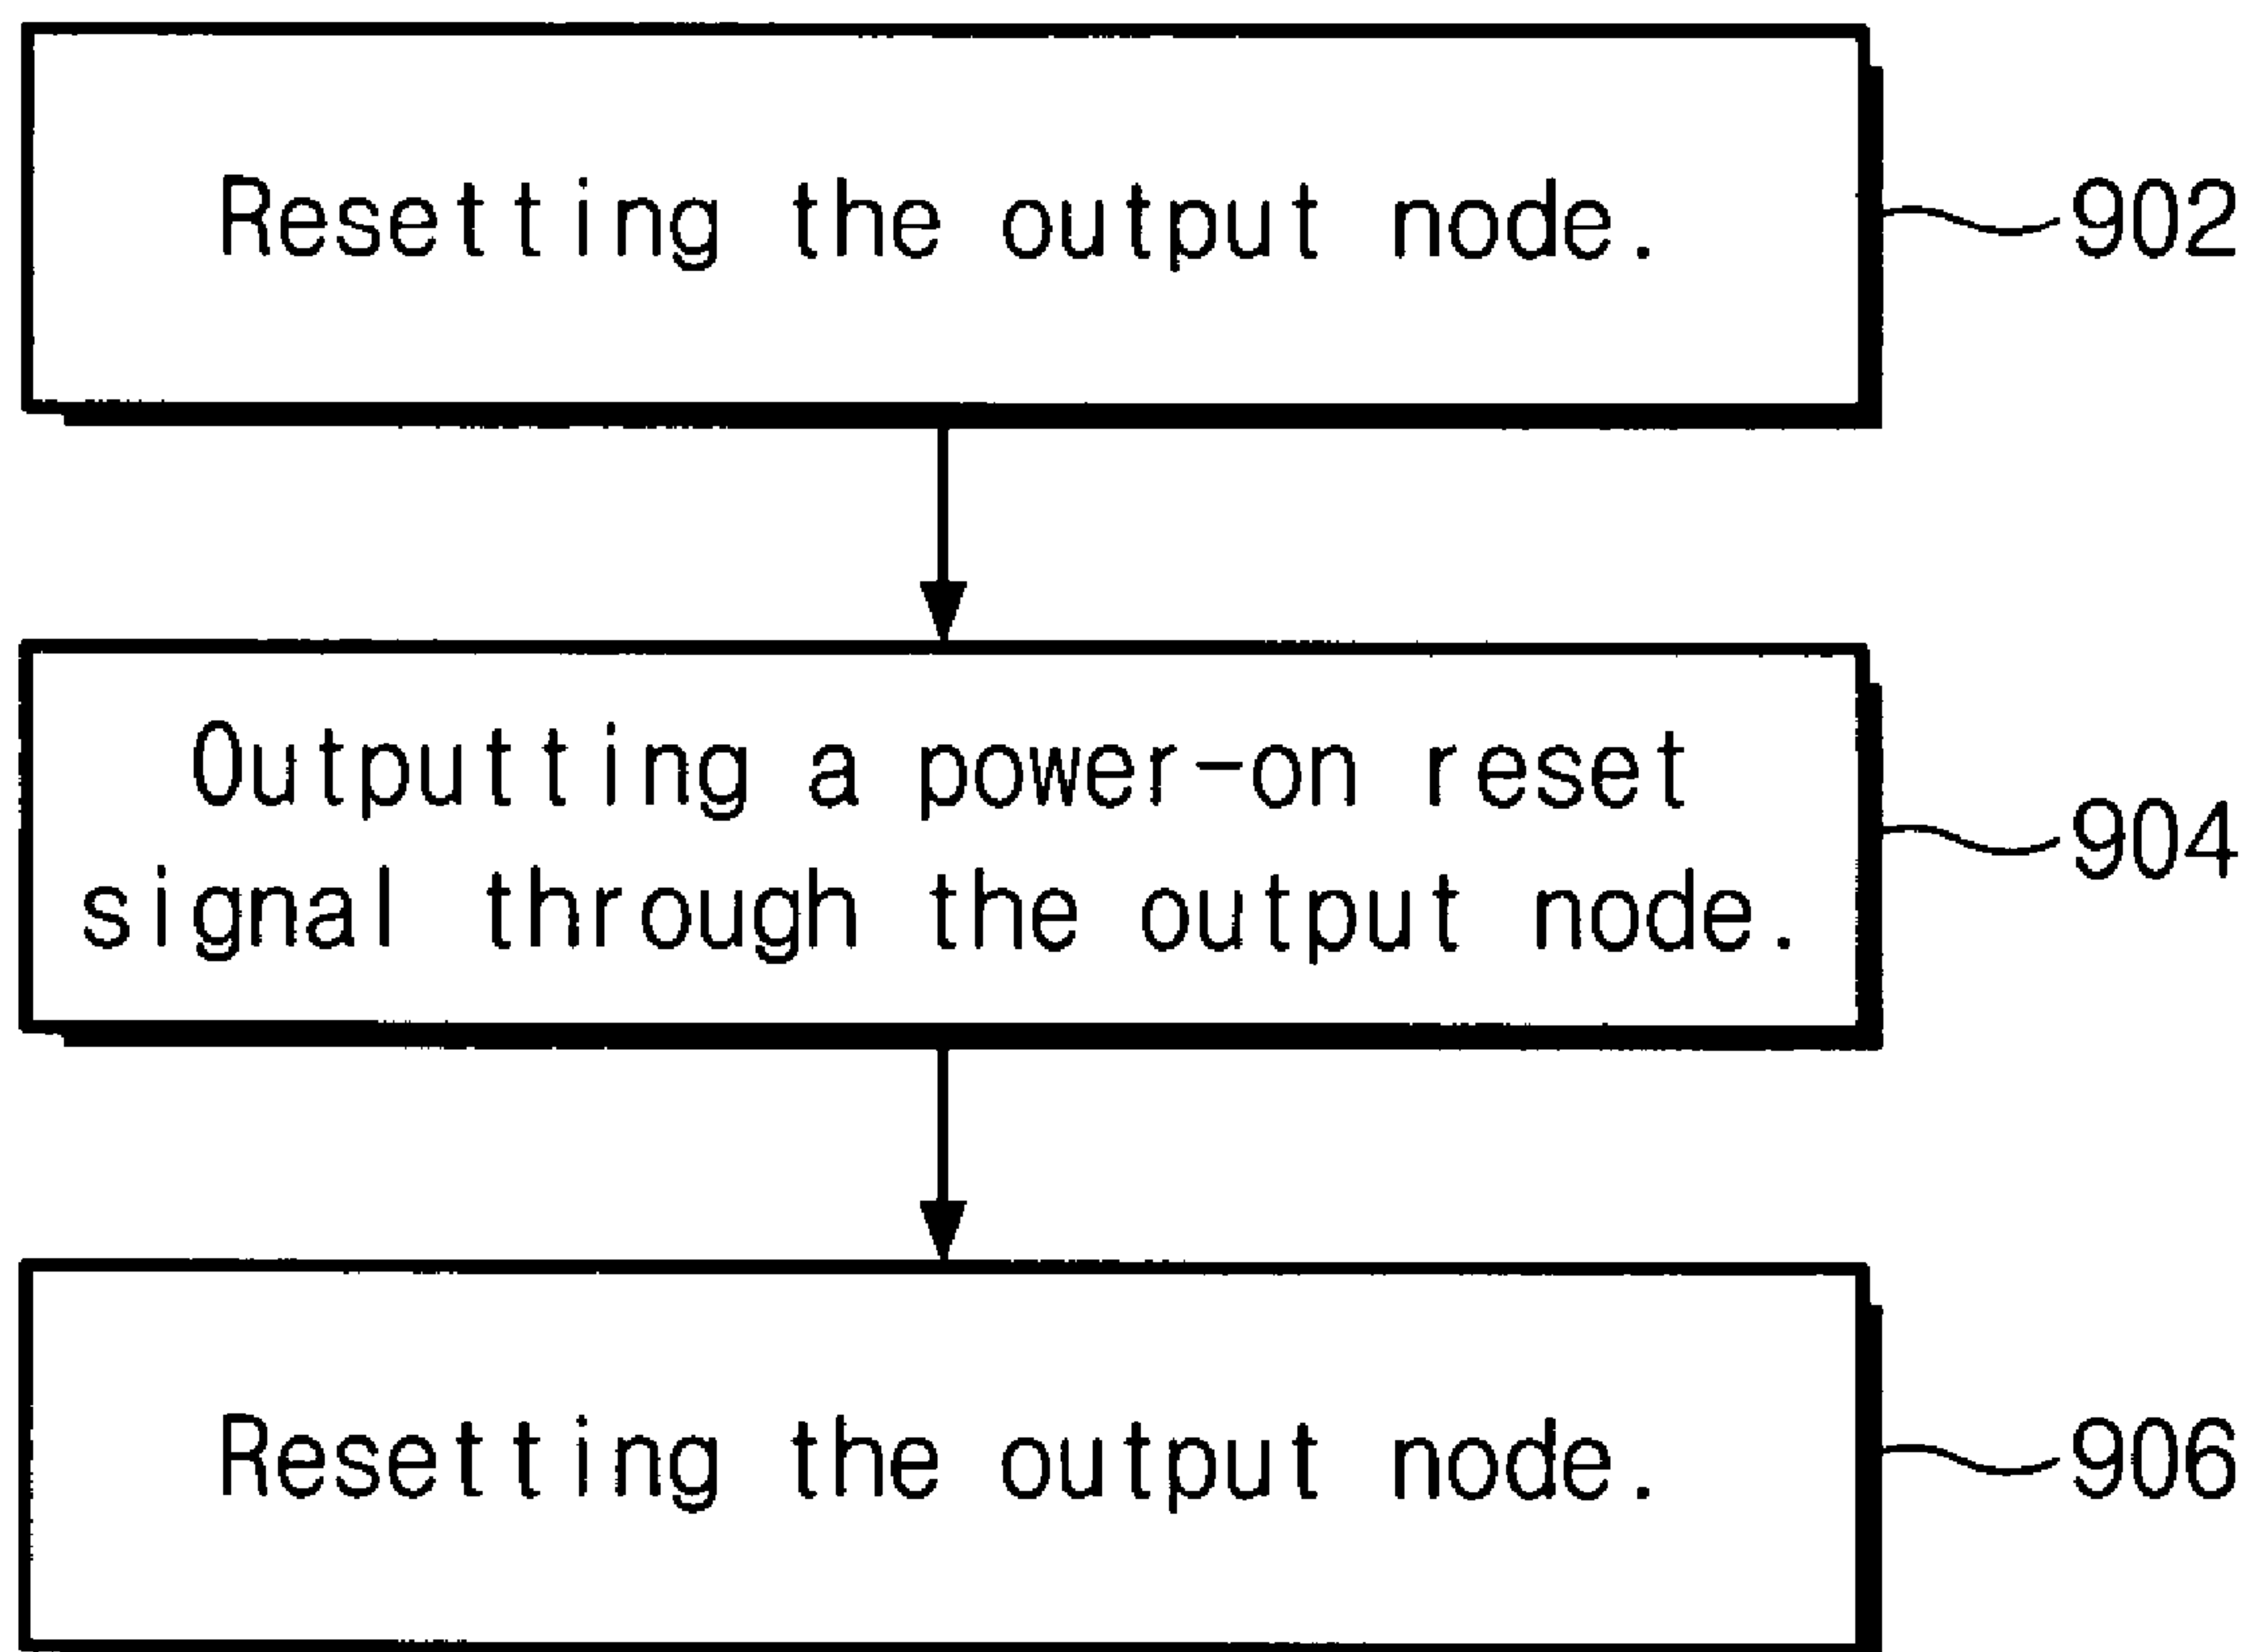 Resetting the output node.
902
Outputting a power-on reset
signal through the output node.
904
Resetting the output node.
906